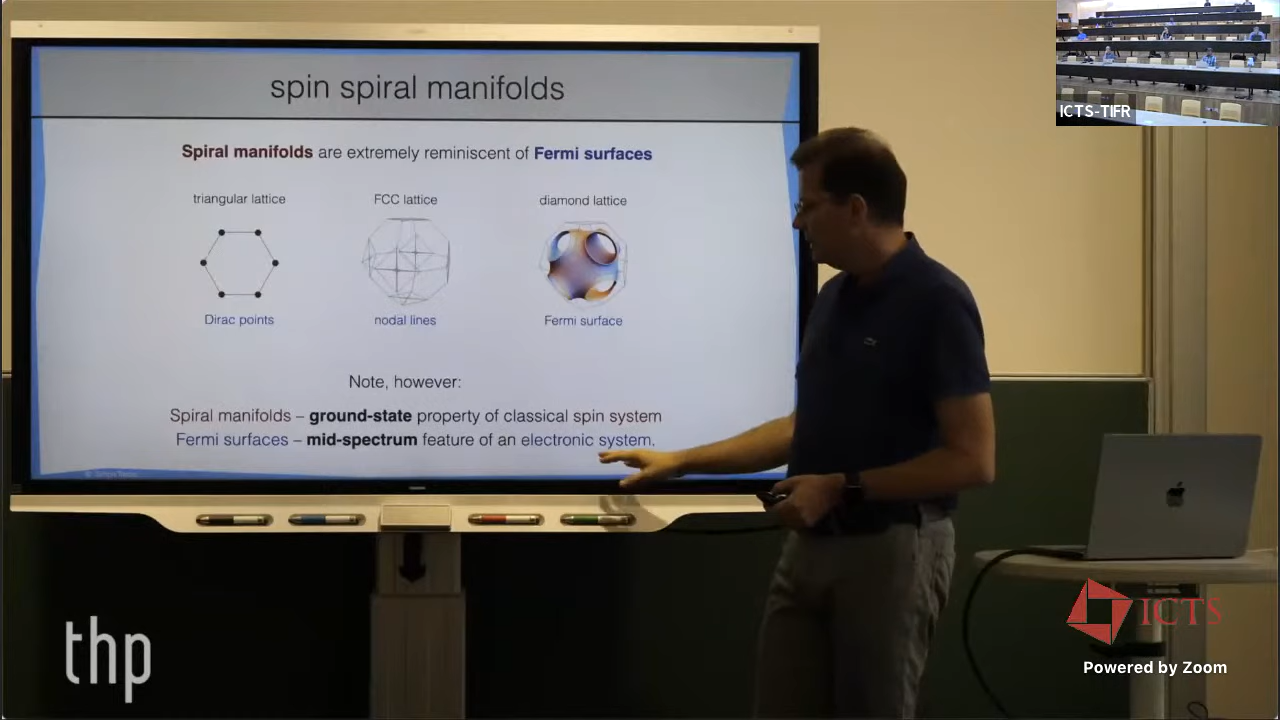 spin spiral manifolds
Spiral manifolds are extremely reminiscent of Fermi surfaces
triangular lattice
FCC lattice
diamond lattice
Dirac points
nodal lines
Fermi surface
Note, however:
Spiral manifolds – ground-state property of classical spin system
Fermi surfaces – mid-spectrum feature of an electronic system.
ICTS-TIFR
thp
ICTS
Powered by Zoom